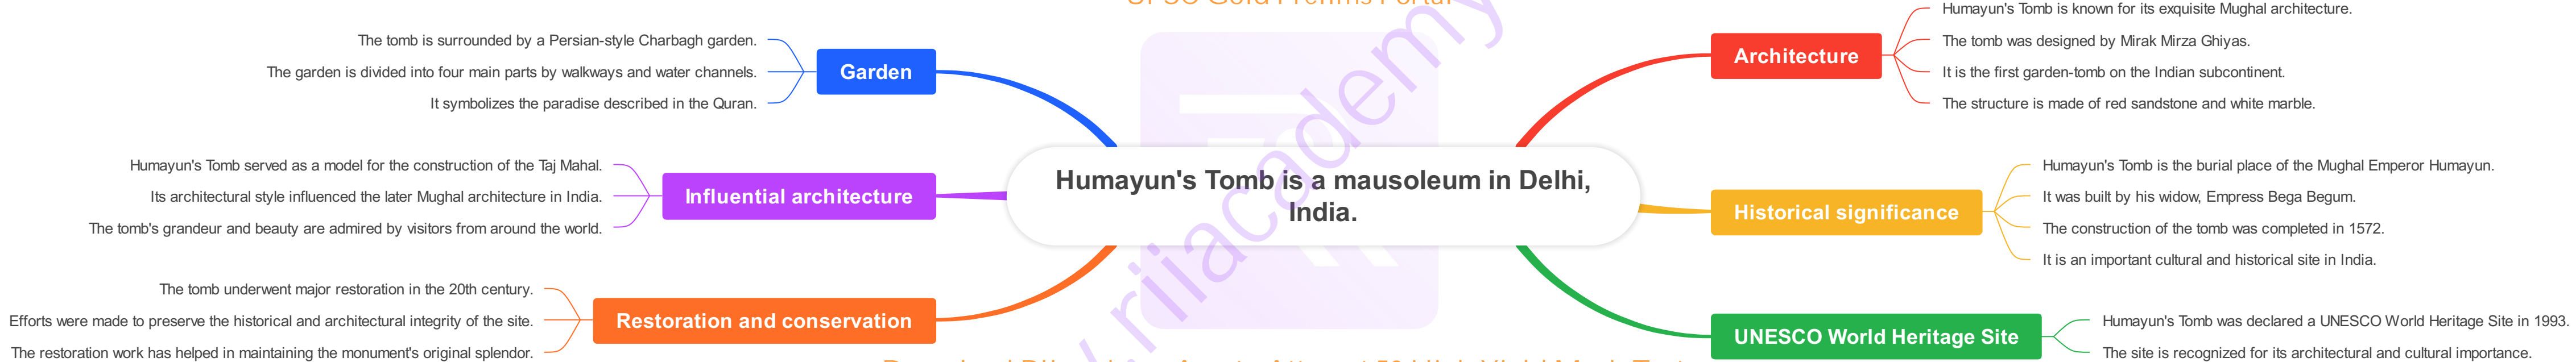 The tomb is surrounded by a Persian-style Charbagh garden.
The garden is divided into four main parts by walkways and water channels.
It symbolizes the paradise described in the Quran.
Garden
Humayun's Tomb served as a model for the construction of the Taj Mahal.
Its architectural style influenced the later Mughal architecture in India.
The tomb's grandeur and beauty are admired by visitors from around the world.
Influential architecture
The tomb underwent major restoration in the 20th century.
Efforts were made to preserve the historical and architectural integrity of the site.
The restoration work has helped in maintaining the monument's original splendor.
Restoration and conservation
Humayun's Tomb is a mausoleum in Delhi,
India.
Architecture
Humayun's Tomb is known for its exquisite Mughal architecture.
The tomb was designed by Mirak Mirza Ghiyas.
It is the first garden-tomb on the Indian subcontinent.
The structure is made of red sandstone and white marble.
Historical significance
Humayun's Tomb is the burial place of the Mughal Emperor Humayun.
It was built by his widow, Empress Bega Begum.
The construction of the tomb was completed in 1572.
It is an important cultural and historical site in India.
UNESCO World Heritage Site
Humayun's Tomb was declared a UNESCO World Heritage Site in 1993.
The site is recognized for its architectural and cultural importance.